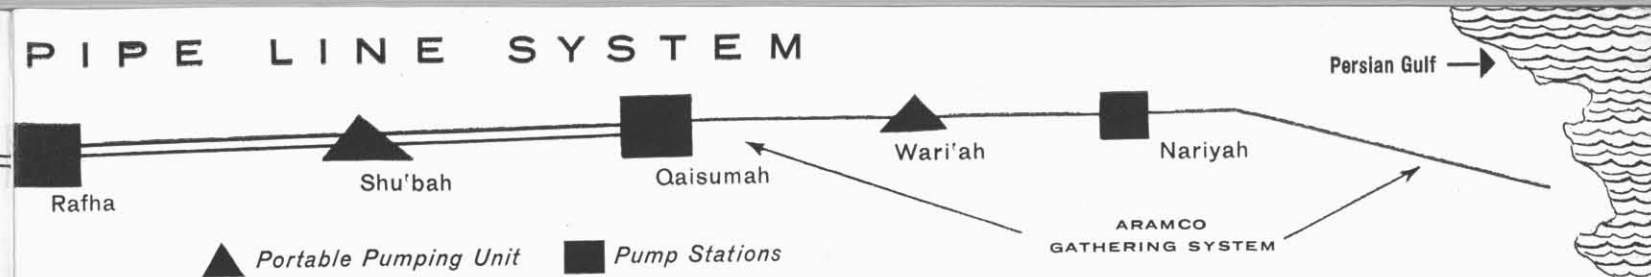 PIPE LINE SYSTEM
Persian Gulf
Rafha
Shu'bah
Qaisumah
Wari'ah
Nariyah
ARAMCO
GATHERING SYSTEM
Portable Pumping Unit
Pump Stations